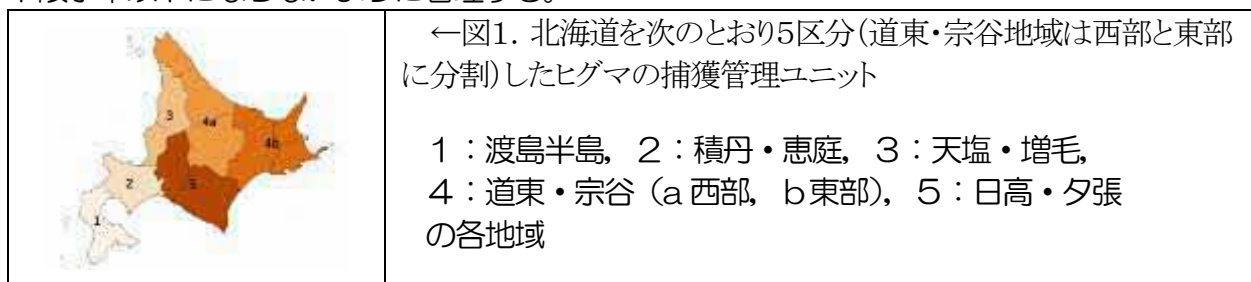 3
4a
4b
2
5
1
←図1．北海道を次のとおり5区分（道東・宗谷地域は西部と東部
に分割）したヒグマの捕獲管理ユニット
１：渡島半島，２：積丹・恵庭，３：天塩・増毛，
４：道東・宗谷（a 西部，ｂ東部），５：日高・夕張
の各地域